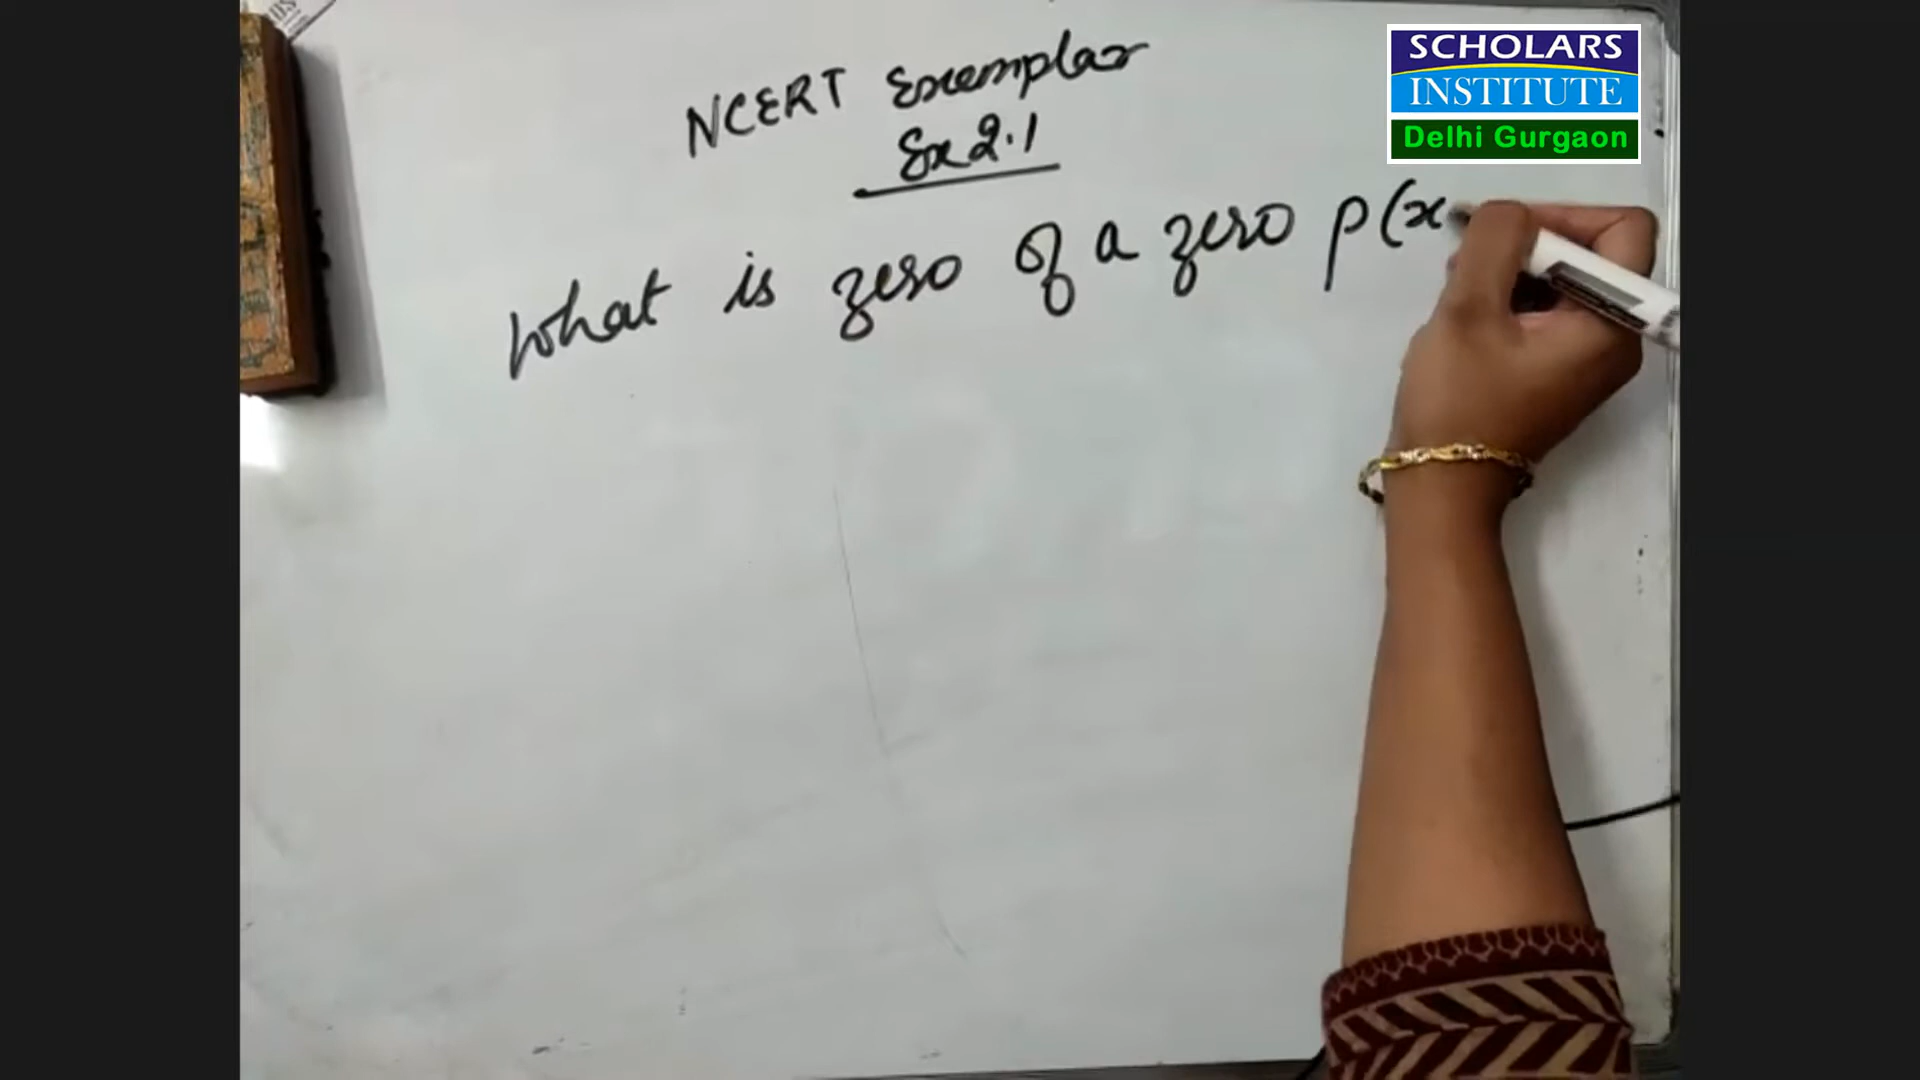 SCHOLARS
INSTITUTE
Delhi Gurgaon
NCERT Exemplar
Ex 2.1
What is zero of a zero p(x